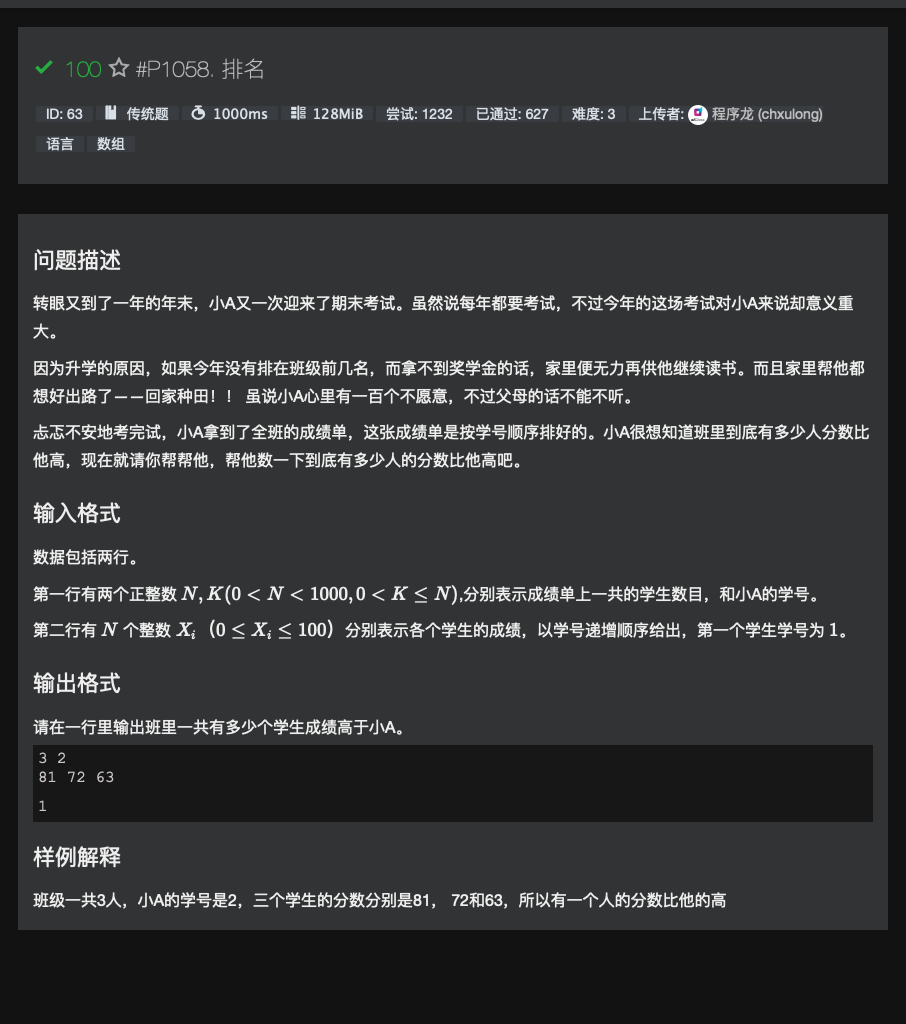 100 #P1058. 排名
ID: 63 传统题 1000ms 128MiB 尝试: 1232 已通过: 627 难度: 3 上传者: 程序龙 (chxulong)
语言 数组
问题描述
转眼又到了一年的年末，小A又一次迎来了期末考试。虽然说每年都要考试，不过今年的这场考试对小A来说却意义重
大。
因为升学的原因，如果今年没有排在班级前几名，而拿不到奖学金的话，家里便无力再供他继续读书。而且家里帮他都
想好出路了——回家种田！！ 虽说小A心里有一百个不愿意，不过父母的话不能不听。
忐忑不安地考完试，小A拿到了全班的成绩单，这张成绩单是按学号顺序排好的。小A很想知道班里到底有多少人分数比
他高，现在就请你帮帮他，帮他数一下到底有多少人的分数比他高吧。
输入格式
数据包括两行。
第一行有两个正整数 N, K(0 < N < 1000, 0 < K ≤ N),分别表示成绩单上一共的学生数目，和小A的学号。
第二行有 N 个整数 Xᵢ（0 ≤ Xᵢ ≤ 100）分别表示各个学生的成绩，以学号递增顺序给出，第一个学生学号为 1。
输出格式
请在一行里输出班里一共有多少个学生成绩高于小A。
3 2
81 72 63
1
样例解释
班级一共3人，小A的学号是2，三个学生的分数分别是81， 72和63，所以有一个人的分数比他的高